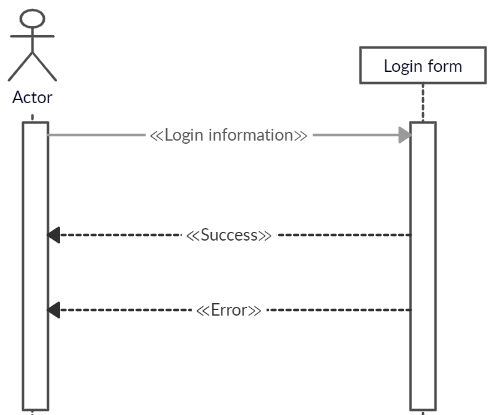 Login form
Actor
«Login information»
«Success»
«Error»